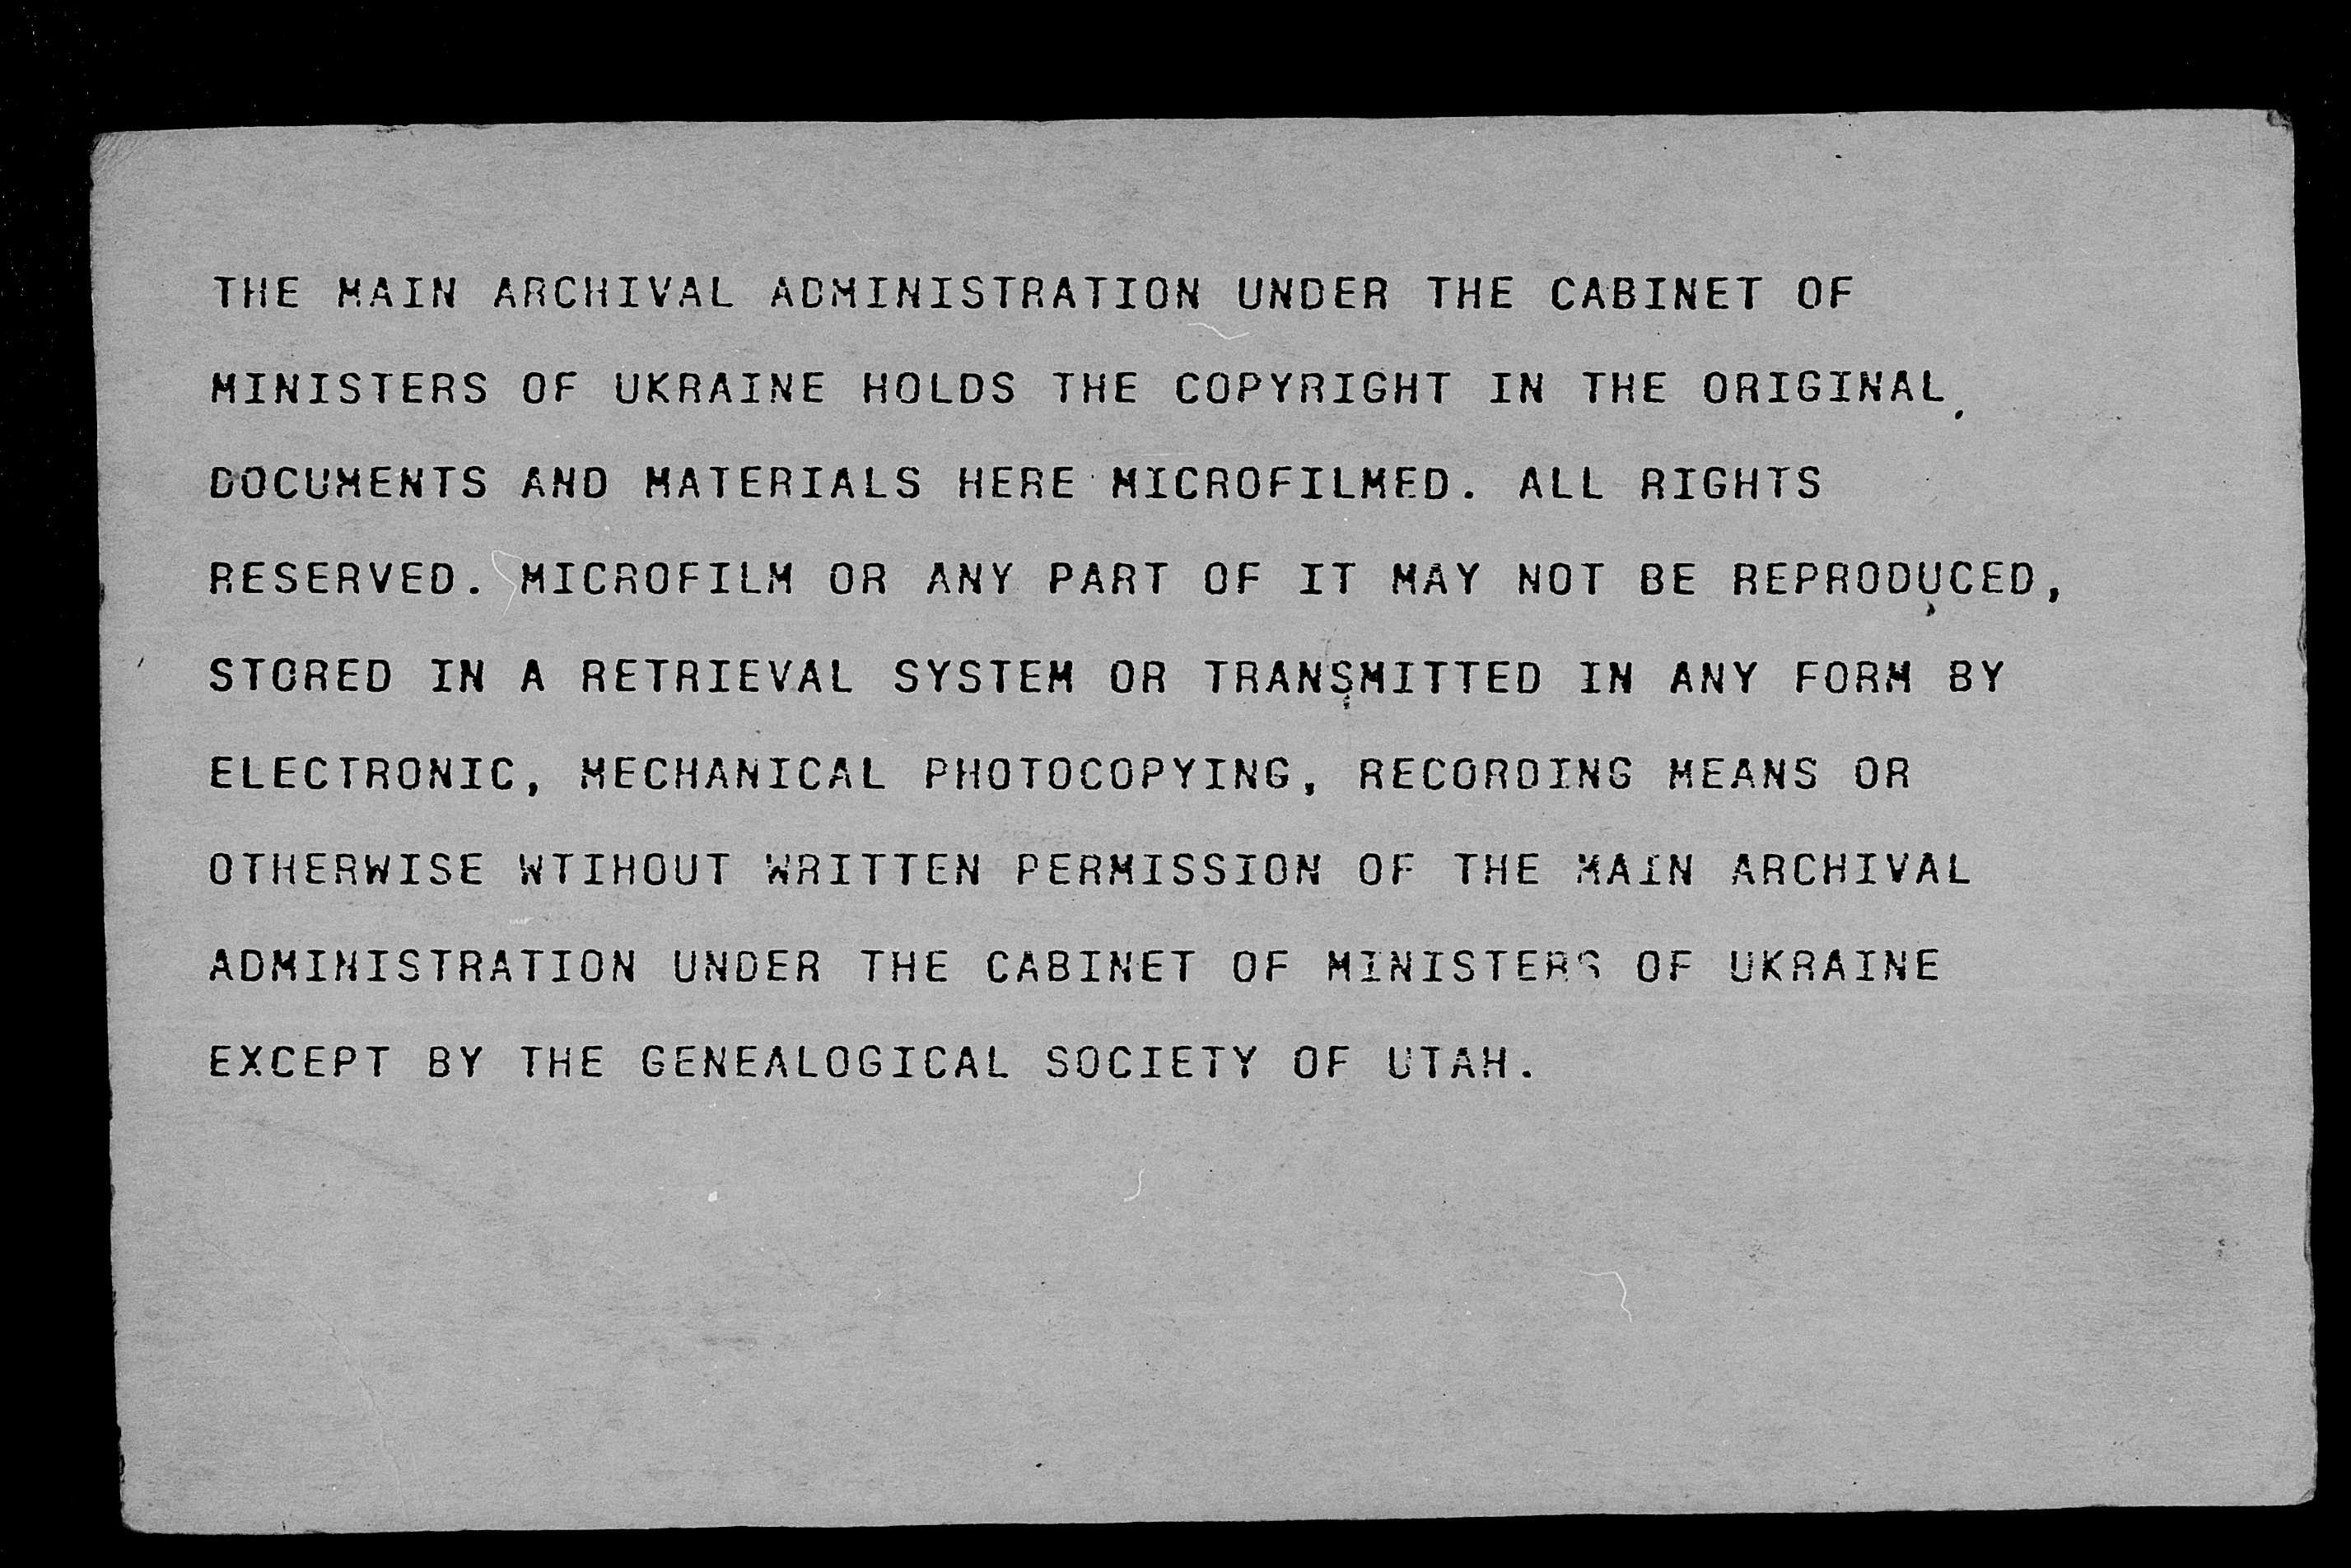 THE MAIN ARCHIVAL ADMINISTRATION UNDER THE CABINET OF
MINISTERS OF UKRAINE HOLDS THE COPYRIGHT IN THE ORIGINAL
DOCUMENTS AND MATERIALS HERE MICROFILMED. ALL RIGHTS
RESERVED. MICROFILM OR ANY PART OF IT MAY NOT BE REPRODUCED,
STORED IN A RETRIEVAL SYSTEM OR TRANSMITTED IN ANY FORM BY
ELECTRONIC, MECHANICAL PHOTOCOPYING, RECORDING MEANS OR
OTHERWISE WTIHOUT WRITTEN PERMISSION OF THE MAIN ARCHIVAL
ADMINISTRATION UNDER THE CABINET OF MINISTERS OF UKRAINE
EXCEPT BY THE GENEALOGICAL SOCIETY OF UTAH.